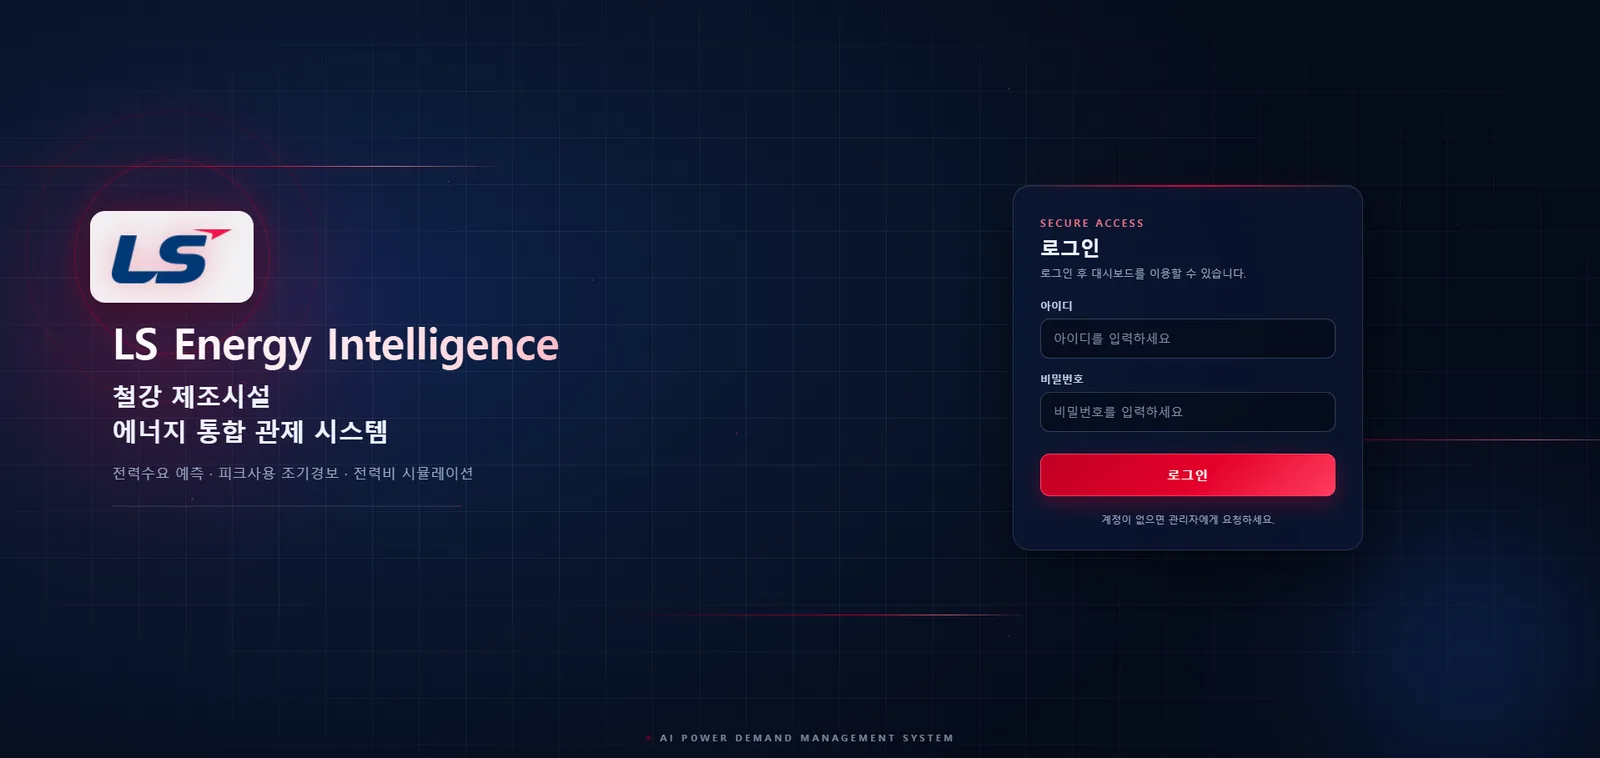 LS
LS Energy Intelligence
철강 제조시설
에너지 통합 관제 시스템
전력수요 예측 · 피크사용 조기경보 · 전력비 시뮬레이션
SECURE ACCESS
로그인
로그인 후 대시보드를 이용할 수 있습니다.
아이디
아이디를 입력하세요
비밀번호
비밀번호를 입력하세요
로그인
계정이 없으면 관리자에게 요청하세요.
AI POWER DEMAND MANAGEMENT SYSTEM